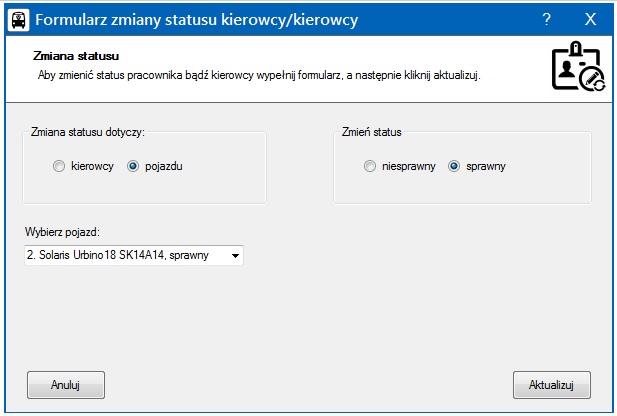 Formularz zmiany statusu kierowcy/kierowcy ? X
Zmiana statusu
Aby zmienić status pracownika bądź kierowcy wypełnij formularz, a następnie kliknij aktualizuj.
Zmiana statusu dotyczy:
kierowcy pojazdu
Zmień status
niesprawny sprawny
Wybierz pojazd:
2. Solaris Urbino18 SK14A14, sprawny
Anuluj Aktualizuj